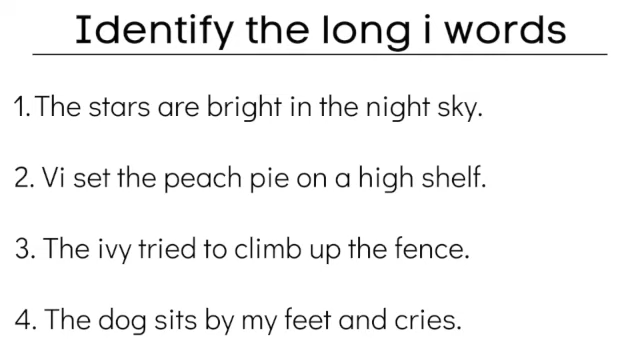 Identify the long i words
1. The stars are bright in the night sky.
2. Vi set the peach pie on a high shelf.
3. The ivy tried to climb up the fence.
4. The dog sits by my feet and cries.